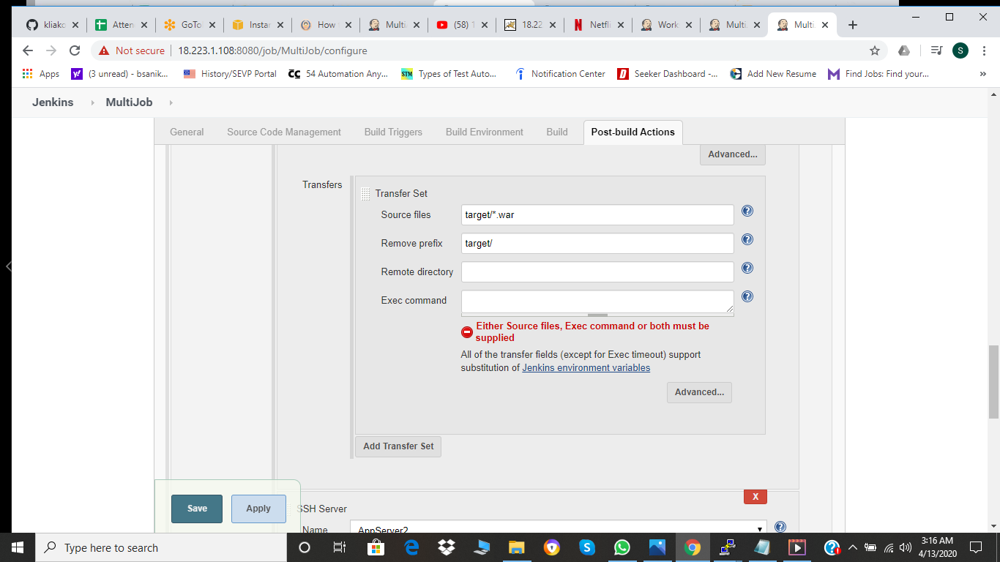 kliako
Atten
GoTo
Instan
How
Multi
(58) 1
18.22
Netfli
Work
Multi
Multi
Not secure
18.223.1.108:8080/job/MultiJob/configure
S
Apps
(3 unread) - bsanik...
History/SEVP Portal
54 Automation Any...
STM
Types of Test Auto...
Notification Center
Seeker Dashboard -...
Add New Resume
Find Jobs: Find your...
»
Jenkins
MultiJob
General
Source Code Management
Build Triggers
Build Environment
Build
Post-build Actions
Advanced...
Transfers
Transfer Set
Source files
target/*.war
Remove prefix
target/
Remote directory
Exec command
Either Source files, Exec command or both must be
supplied
All of the transfer fields (except for Exec timeout) support
substitution of Jenkins environment variables
Advanced...
Add Transfer Set
X
Save
Apply
SSH Server
Name
AppServer2
Type here to search
3:16 AM
4/13/2020